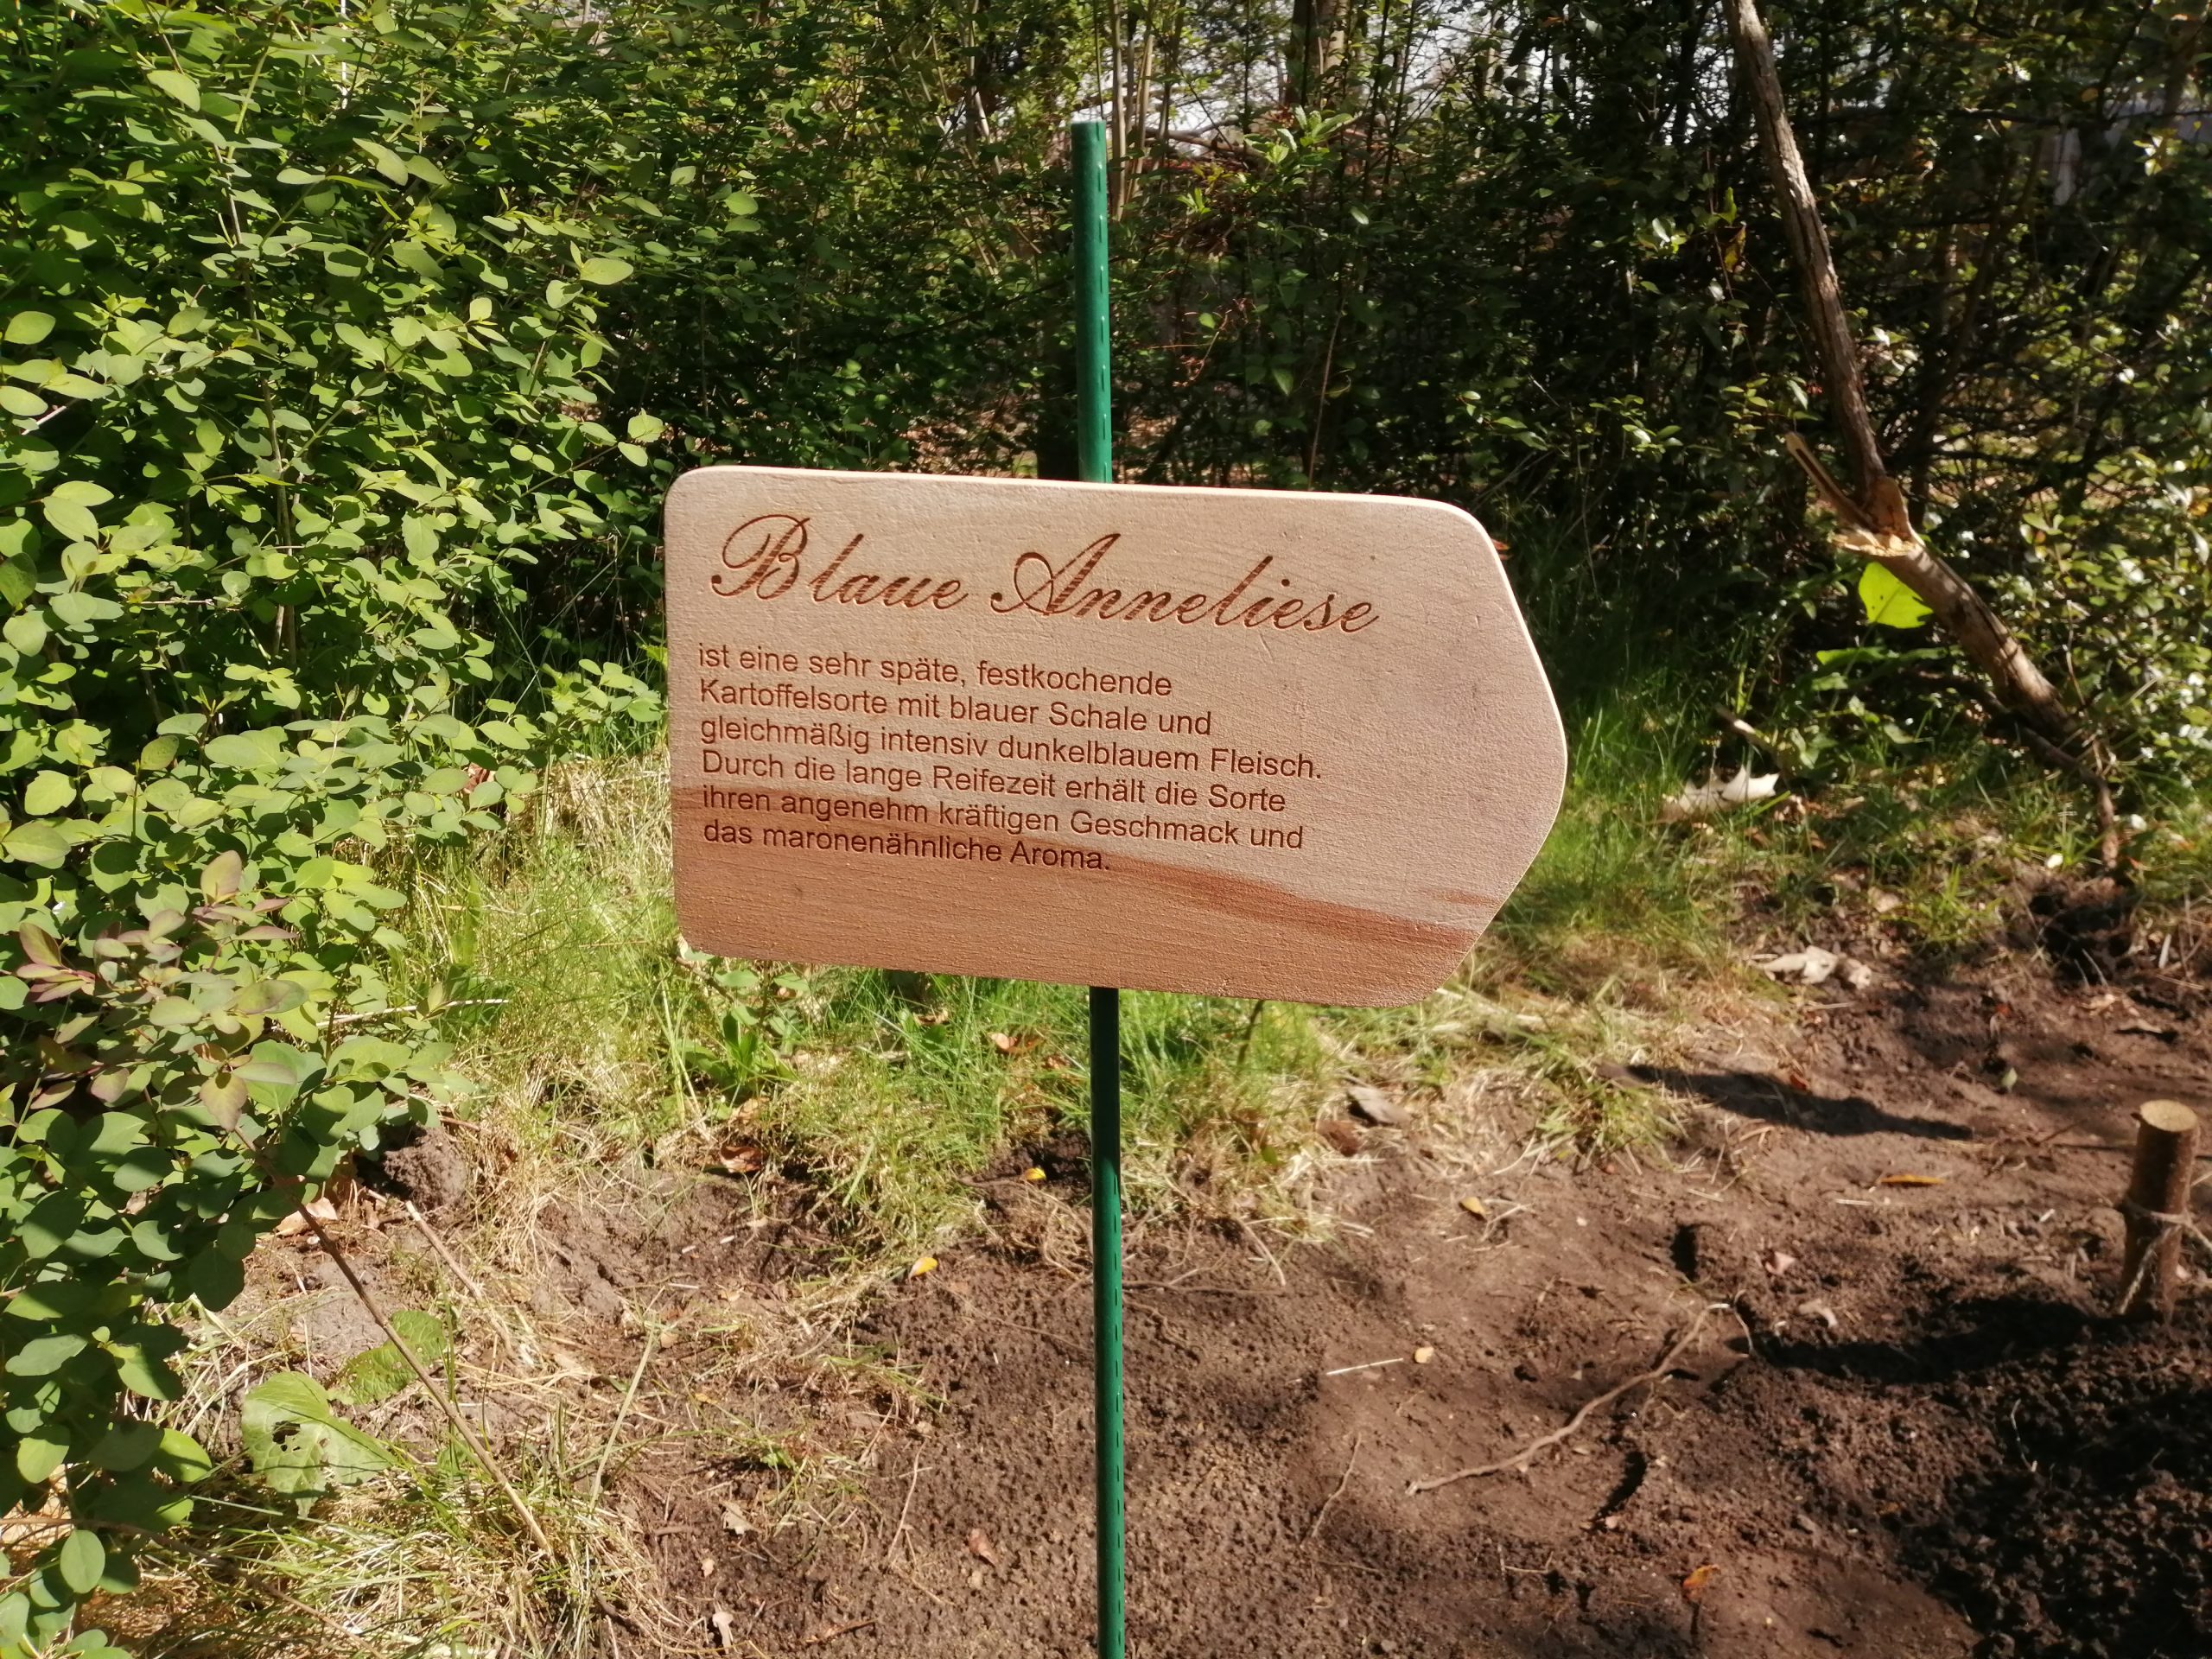 Blaue Anneliese
ist eine sehr späte, festkochende
Kartoffelsorte mit blauer Schale und
gleichmäßig intensiv dunkelblauem Fleisch.
Durch die lange Reifezeit erhält die Sorte
ihren angenehm kräftigen Geschmack und
das maronenähnliche Aroma.